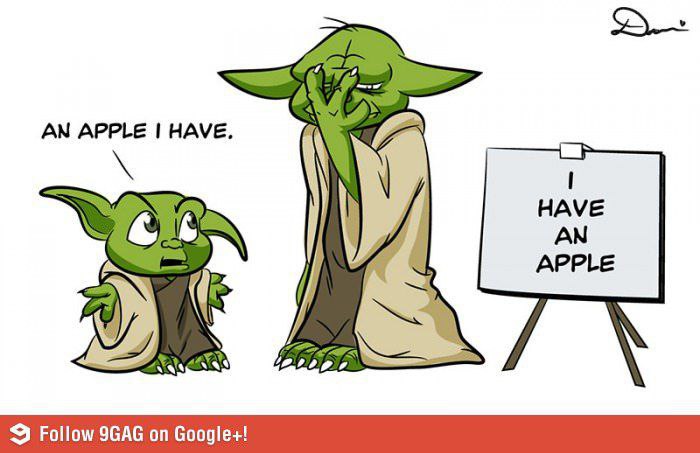 AN APPLE I HAVE.
I
HAVE
AN
APPLE
Follow 9GAG on Google+!